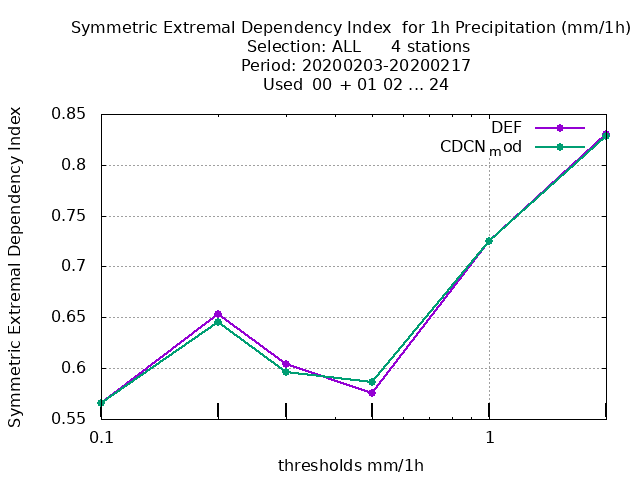 Symmetric Extremal Dependency Index for 1h Precipitation (mm/1h)
Selection: ALL 4 stations
Period: 20200203-20200217
Used 00 + 01 02 ... 24
Symmetric Extremal Dependency Index
0.85
0.8
0.75
0.7
0.65
0.6
0.55
DEF
CDCNmod
0.1
1
thresholds mm/1h